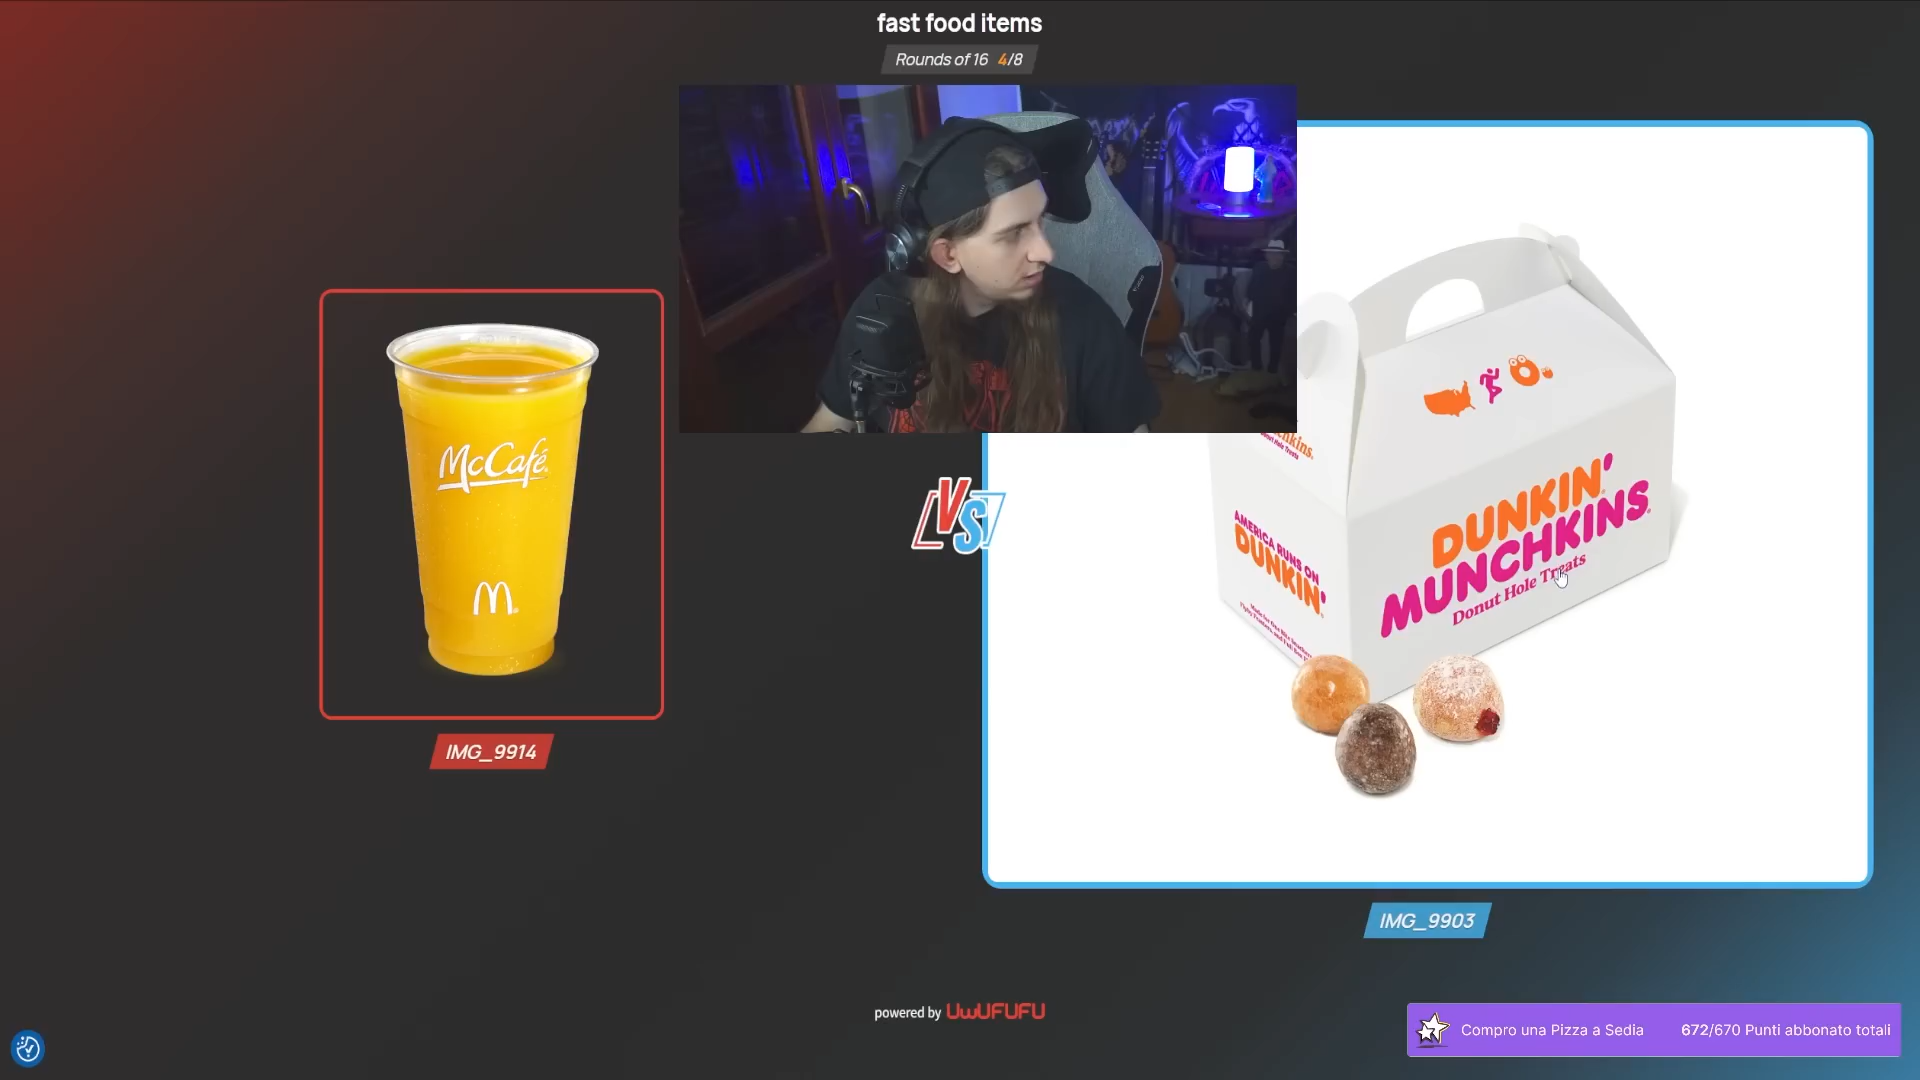 fast food items
Rounds of 16 4/8
McCafé
M
VS
DUNKIN'
MUNCHKINS
Donut Hole Treats
AMERICA RUNS ON
DUNKIN'
IMG_9914
IMG_9903
powered by UwUFUFU
Compro una Pizza a Sedia 672/670 Punti abbonato totali